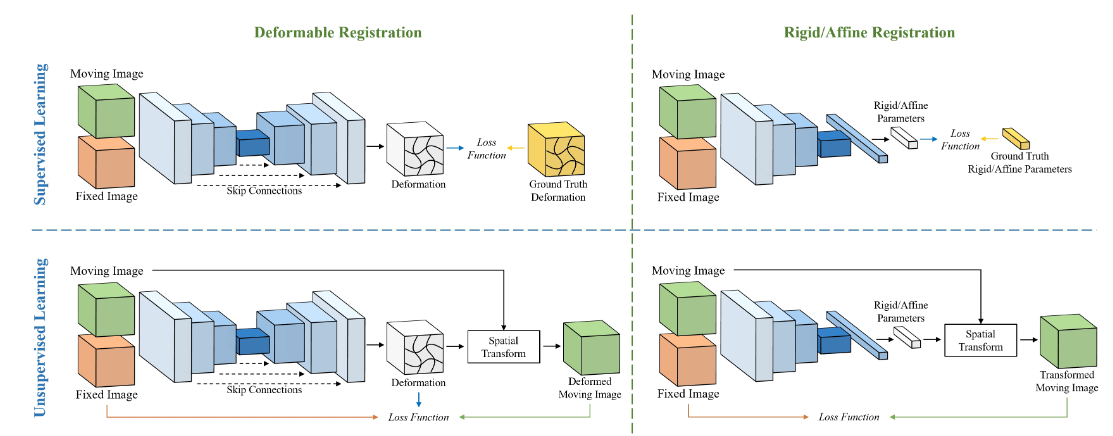 Deformable Registration
Rigid/Affine Registration
Supervised Learning
Moving Image
Fixed Image
Skip Connections
Deformation
Loss
Function
Ground Truth
Deformation
Moving Image
Fixed Image
Rigid/Affine
Parameters
Loss
Function
Ground Truth
Rigid/Affine Parameters
Unsupervised Learning
Moving Image
Fixed Image
Skip Connections
Deformation
Spatial
Transform
Deformed
Moving Image
Loss Function
Moving Image
Fixed Image
Rigid/Affine
Parameters
Spatial
Transform
Transformed
Moving Image
Loss Function